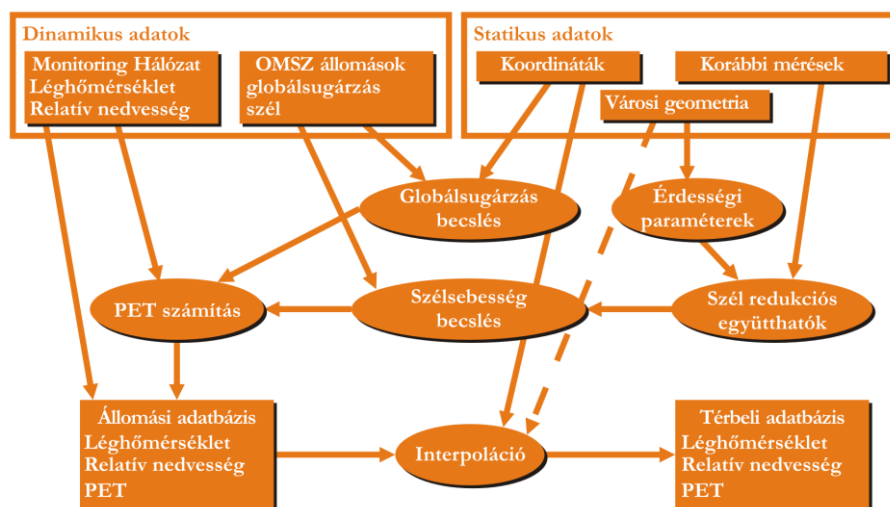 Dinamikus adatok
Monitoring Hálózat
Léghőmérséklet
Relatív nedvesség
OMSZ állomások
globálsugárzás
szél
Statikus adatok
Koordináták
Korábbi mérések
Városi geometria
Globálsugárzás
becslés
Érdességi
paraméterek
PET számítás
Szélsebesség
becslés
Szél redukciós
együtthatók
Állomási adatbázis
Léghőmérséklet
Relatív nedvesség
PET
Interpoláció
Térbeli adatbázis
Léghőmérséklet
Relatív nedvesség
PET